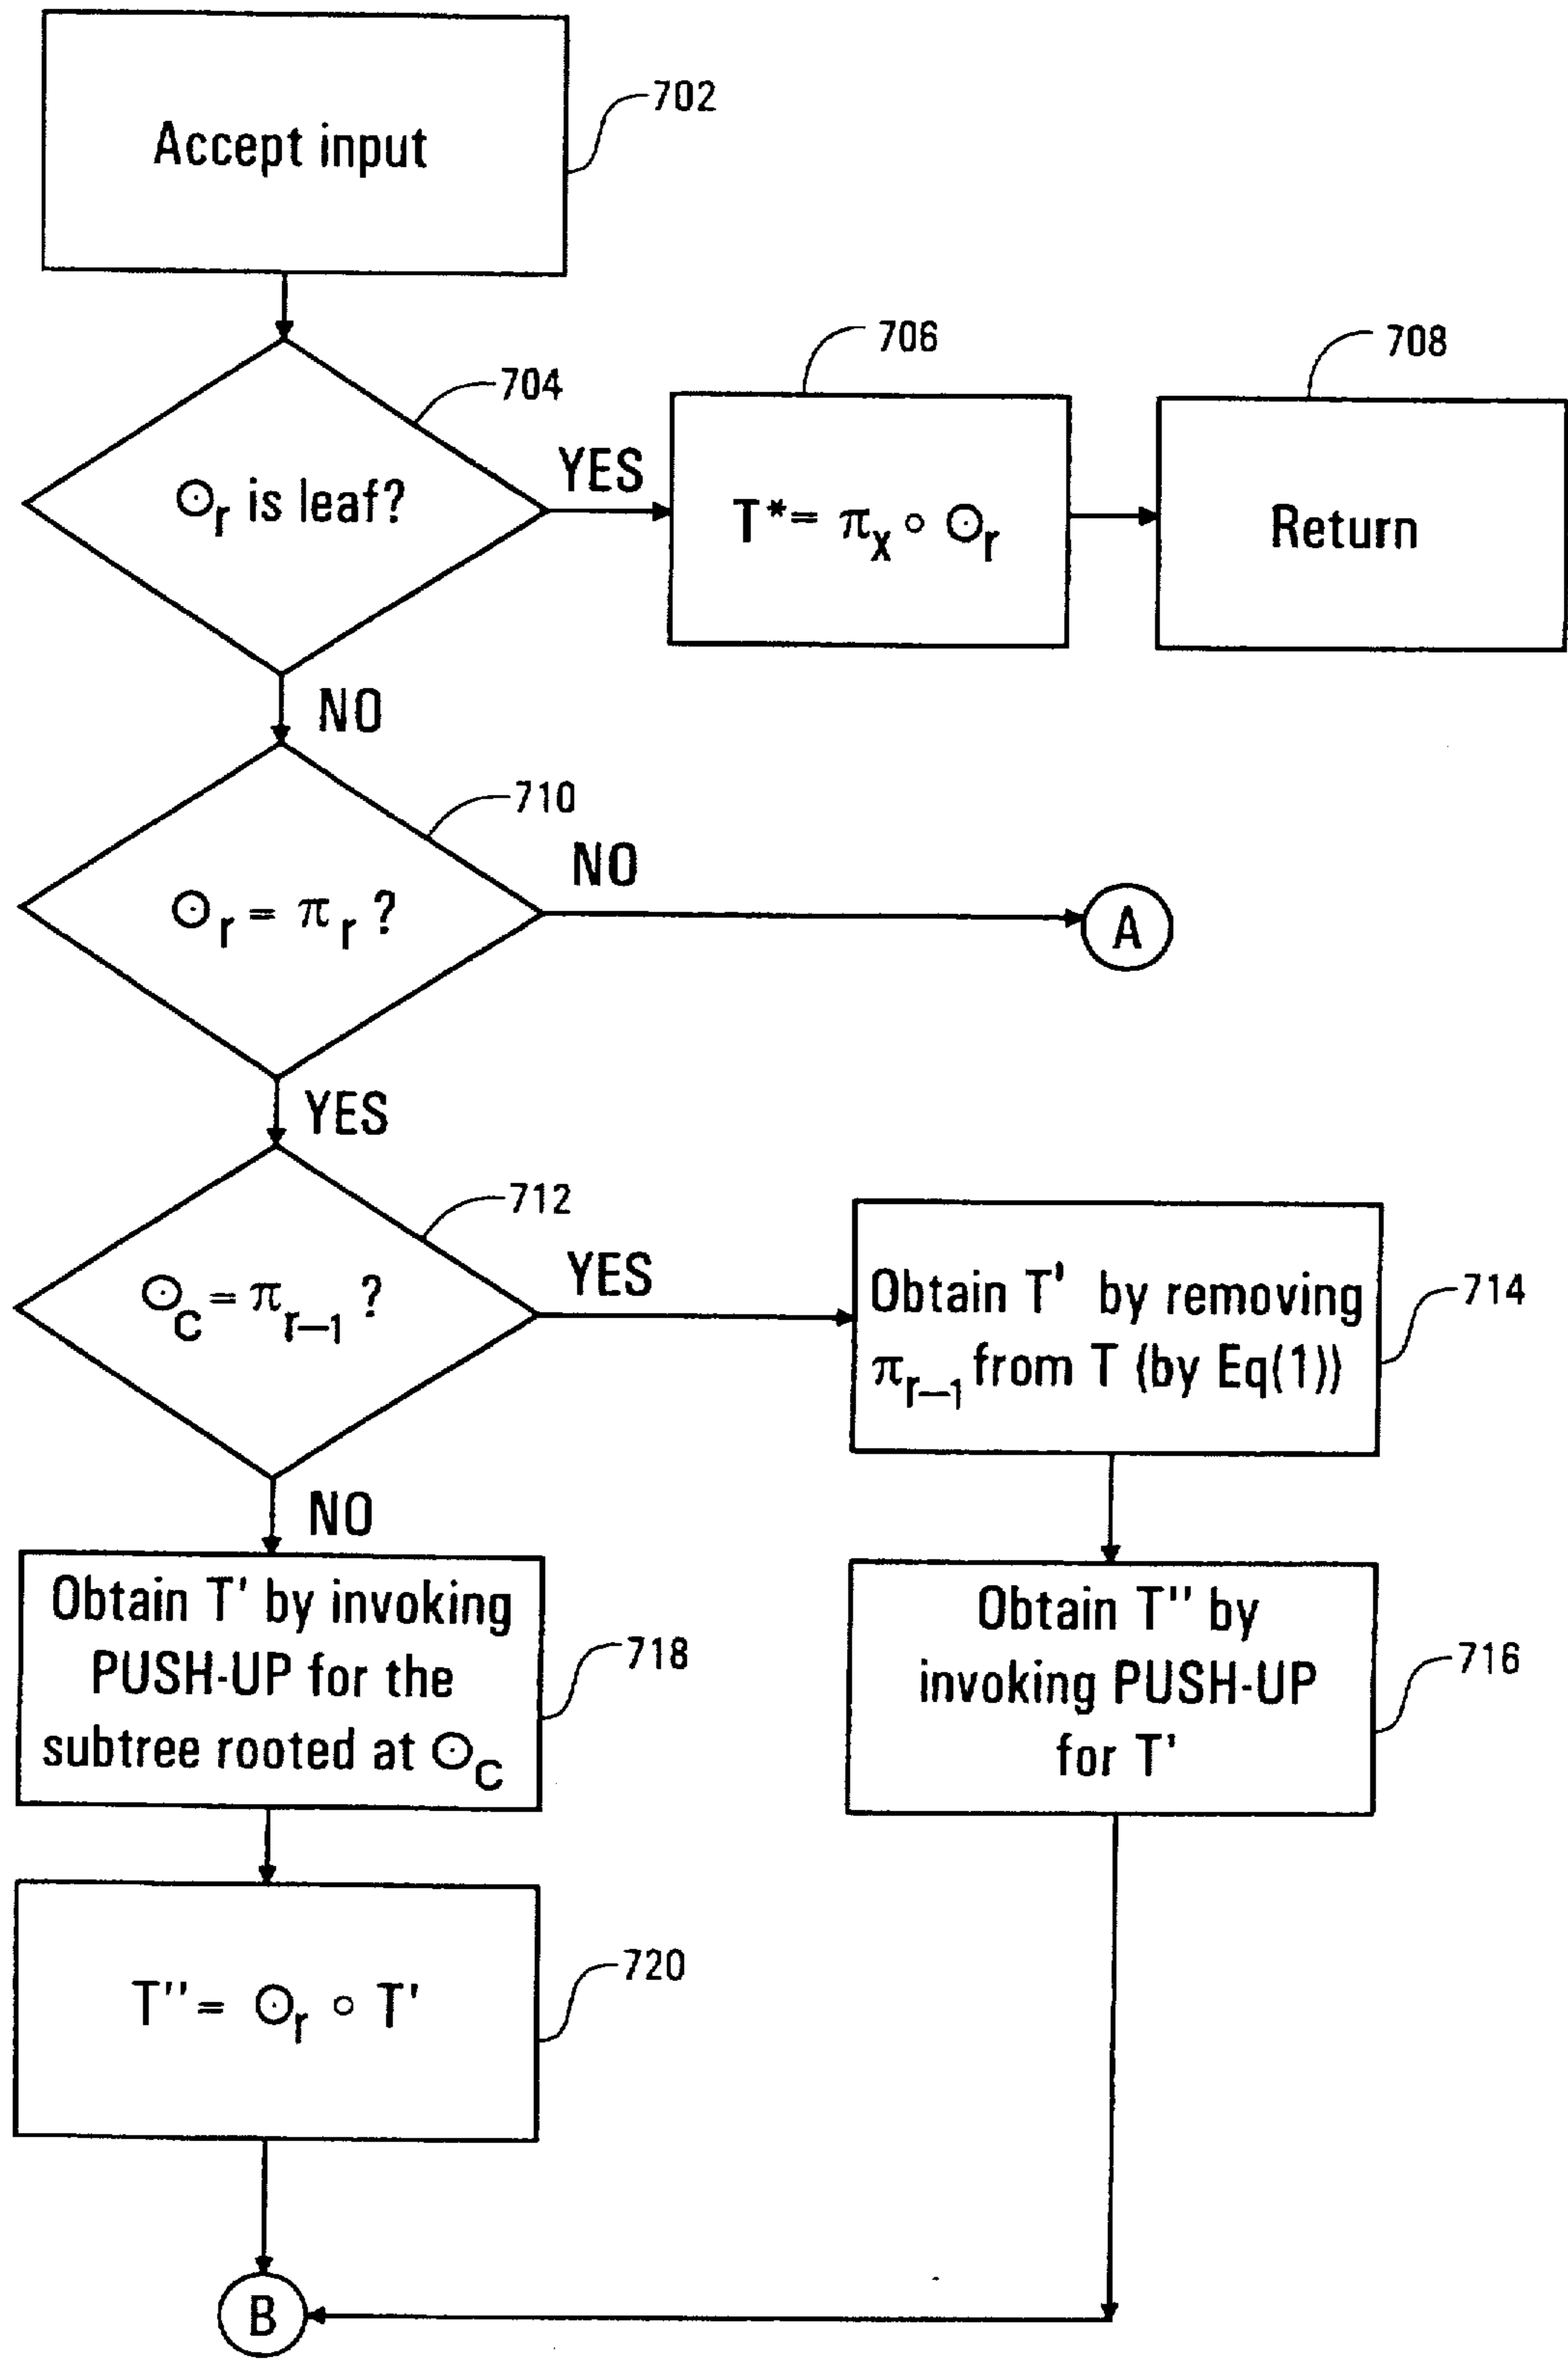 Accept input
702
704
⊙r is leaf?
YES
706
T* = πx ∘ ⊙r
708
Return
NO
710
⊙r = πr ?
NO
A
YES
712
⊙c = πr–1 ?
YES
Obtain T' by removing
πr–1 from T (by Eq(1))
714
NO
Obtain T' by invoking
PUSH-UP for the
subtree rooted at ⊙c
718
Obtain T'' by
invoking PUSH-UP
for T'
716
T'' = ⊙r ∘ T'
720
B